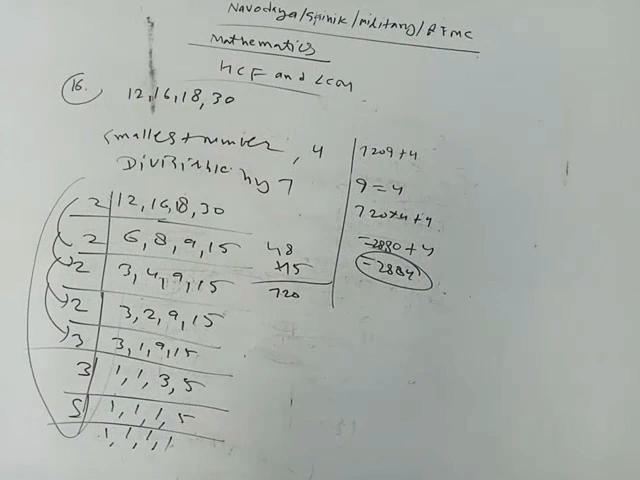 Navodaya/Sainik/military/RIMC
Mathematics
HCF and LCM
16. 12, 16, 18, 30
smallest number, 4
Divisible by 7
2 | 12, 16, 18, 30
2 | 6, 8, 9, 15
2 | 3, 4, 9, 15
2 | 3, 2, 9, 15
3 | 3, 1, 9, 15
3 | 1, 1, 3, 5
5 | 1, 1, 1, 5
1, 1, 1, 1
48
×15
720
7209+4
9=4
720×4+4
-2880+4
-2884